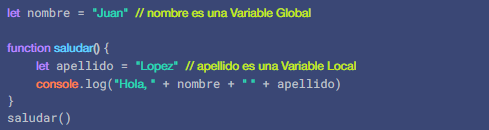 let nombre = "Juan" // nombre es una Variable Global
function saludar() {
let apellido = "Lopez" // apellido es una Variable Local
console.log("Hola, " + nombre + " " + apellido)
}
saludar()